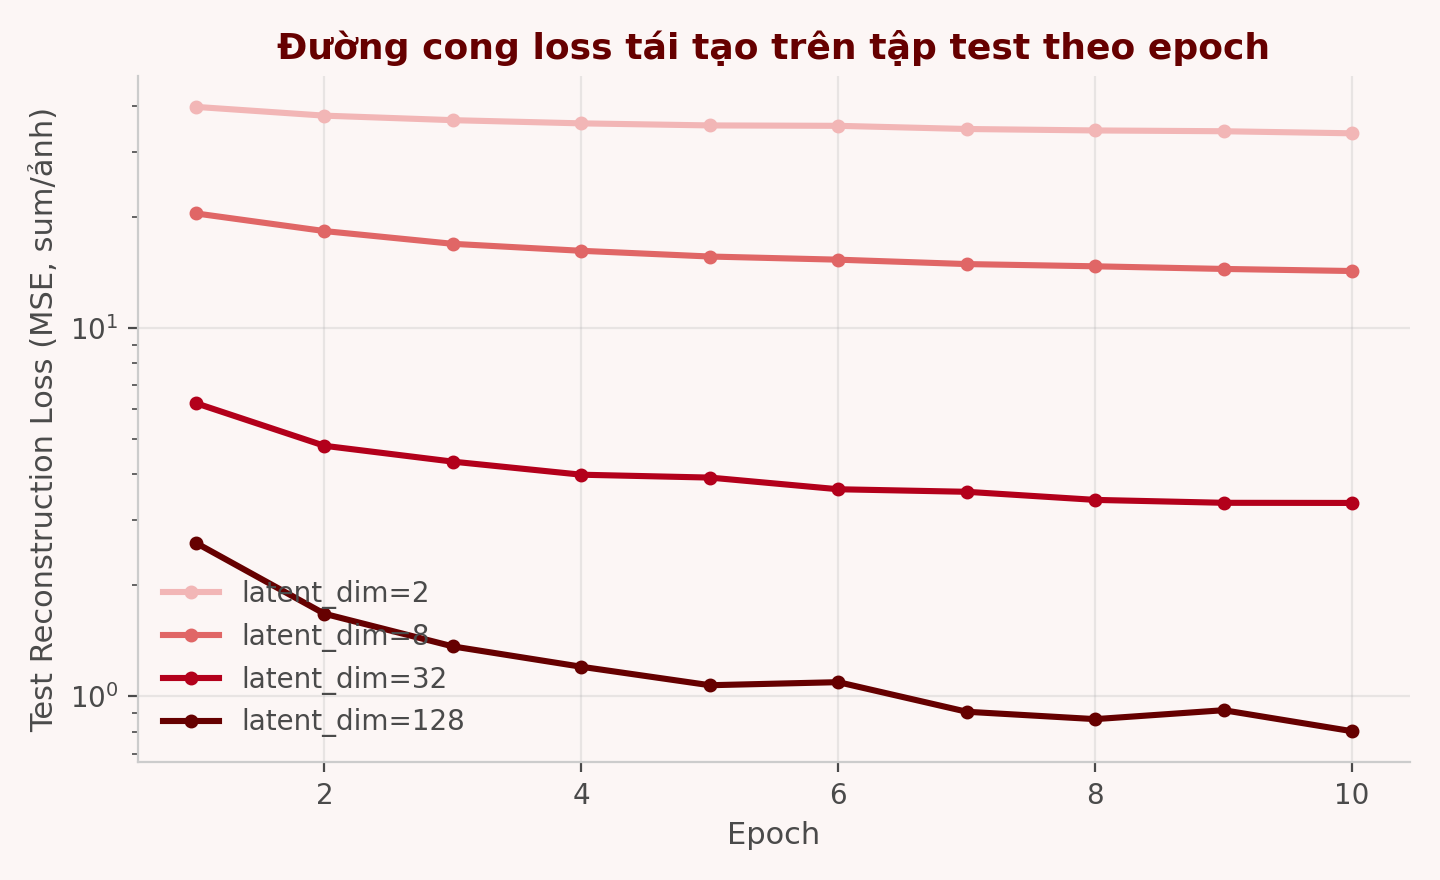 Đường cong loss tái tạo trên tập test theo epoch
Test Reconstruction Loss (MSE, sum/ảnh)
10¹
10⁰
latent_dim=2
latent_dim=8
latent_dim=32
latent_dim=128
2 4 6 8 10
Epoch